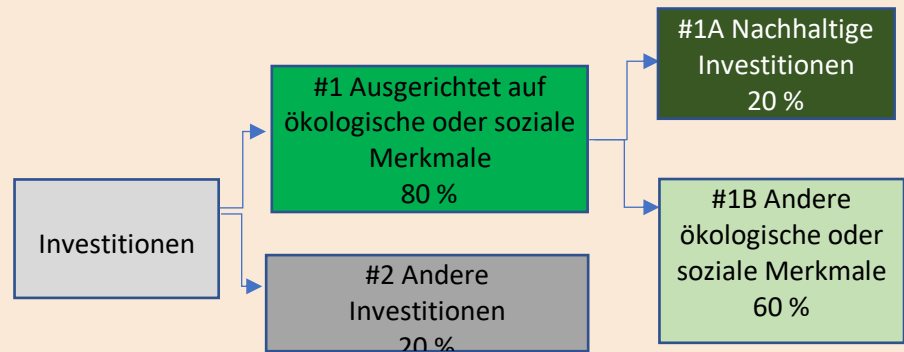 Investitionen
#1 Ausgerichtet auf
ökologische oder soziale
Merkmale
80 %
#2 Andere
Investitionen
20 %
#1A Nachhaltige
Investitionen
20 %
#1B Andere
ökologische oder
soziale Merkmale
60 %